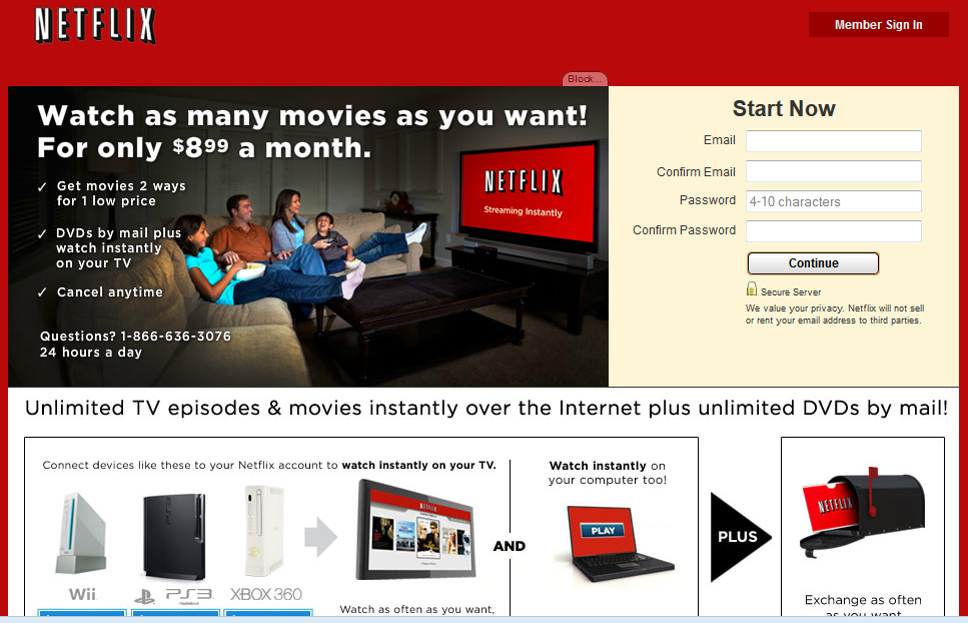 NETFLIX
Member Sign In
Block...
Watch as many movies as you want!
For only $8.99 a month.
✓ Get movies 2 ways
for 1 low price
✓ DVDs by mail plus
watch instantly
on your TV
✓ Cancel anytime
Questions? 1-866-636-3076
24 hours a day
NETFLIX
Streaming Instantly
Start Now
Email
Confirm Email
Password
4-10 characters
Confirm Password
Continue
Secure Server
We value your privacy. Netflix will not sell
or rent your email address to third parties.
Unlimited TV episodes & movies instantly over the Internet plus unlimited DVDs by mail!
Connect devices like these to your Netflix account to watch instantly on your TV.
Wii
PS3
XBOX 360
NETFLIX
Watch as often as you want,
AND
Watch instantly on
your computer too!
PLAY
PLUS
NETFLIX
Exchange as often
as you want